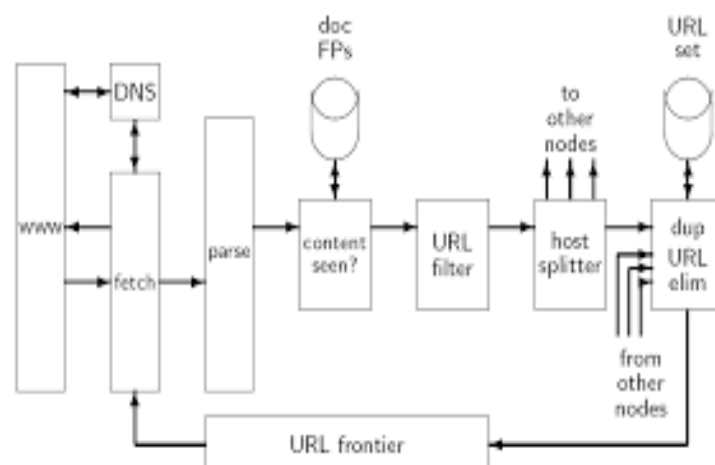 doc
FPs
URL
set
DNS
to
other
nodes
www
fetch
parse
content
seen?
URL
filter
host
splitter
dup
URL
elim
from
other
nodes
URL frontier